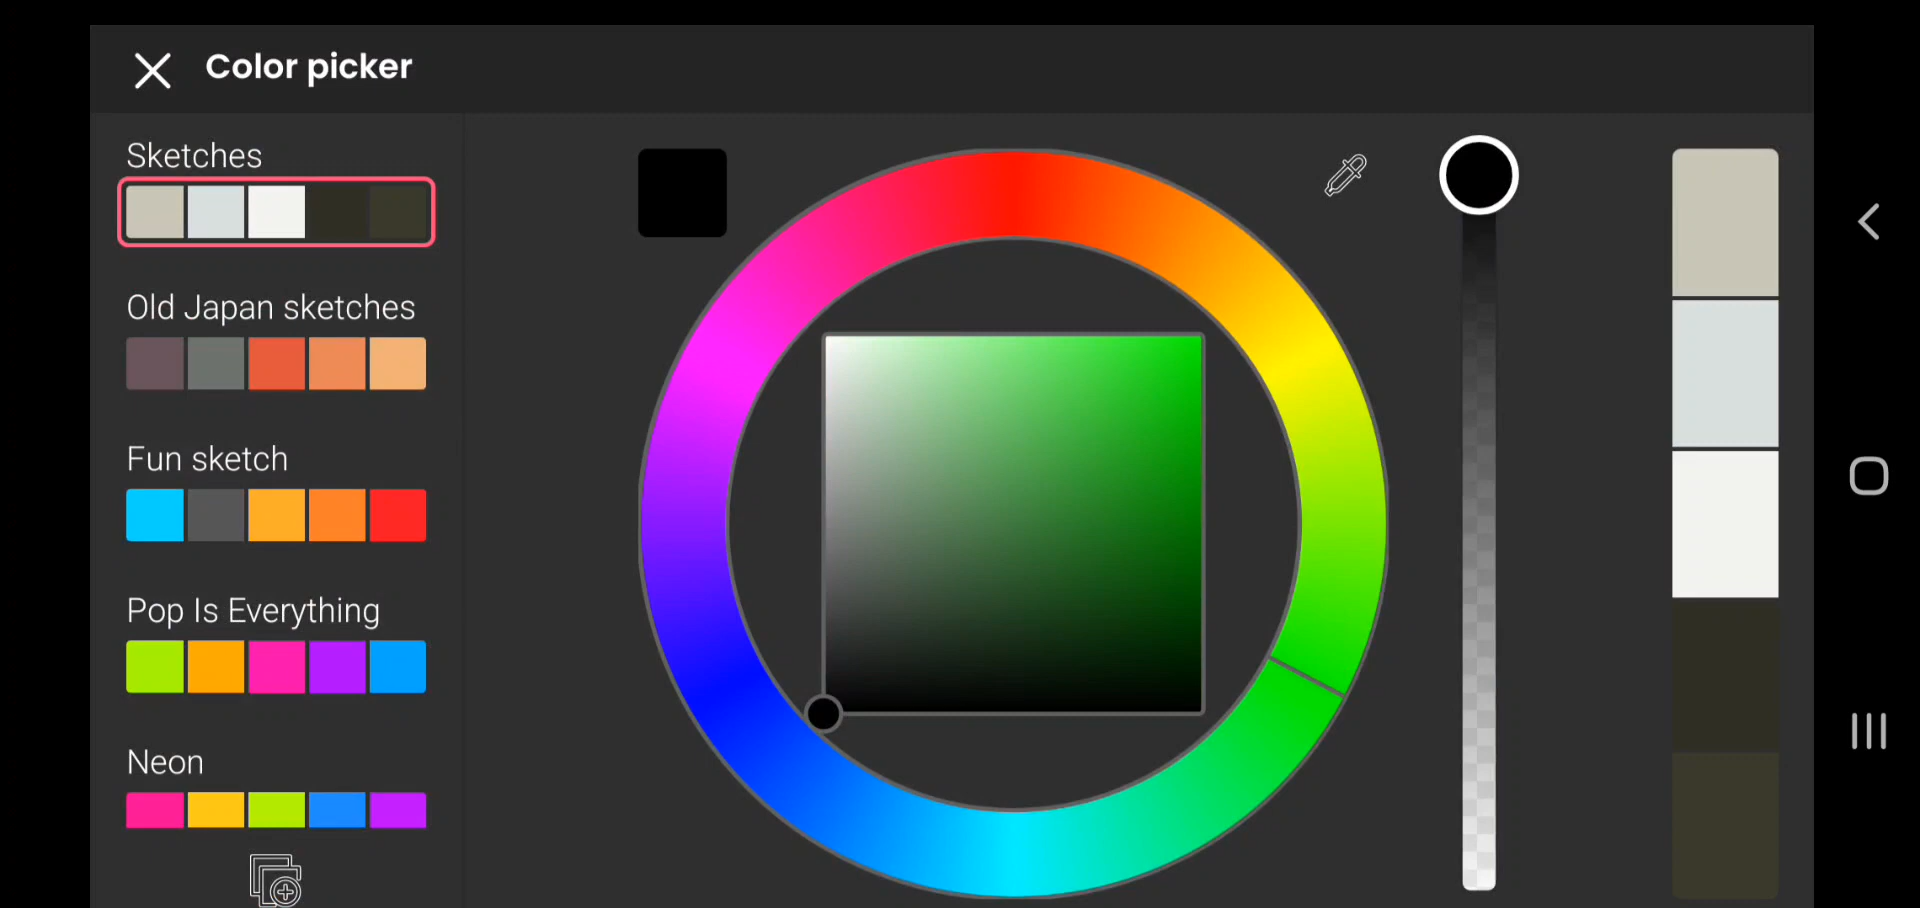 Color picker
Sketches
Old Japan sketches
Fun sketch
Pop Is Everything
Neon